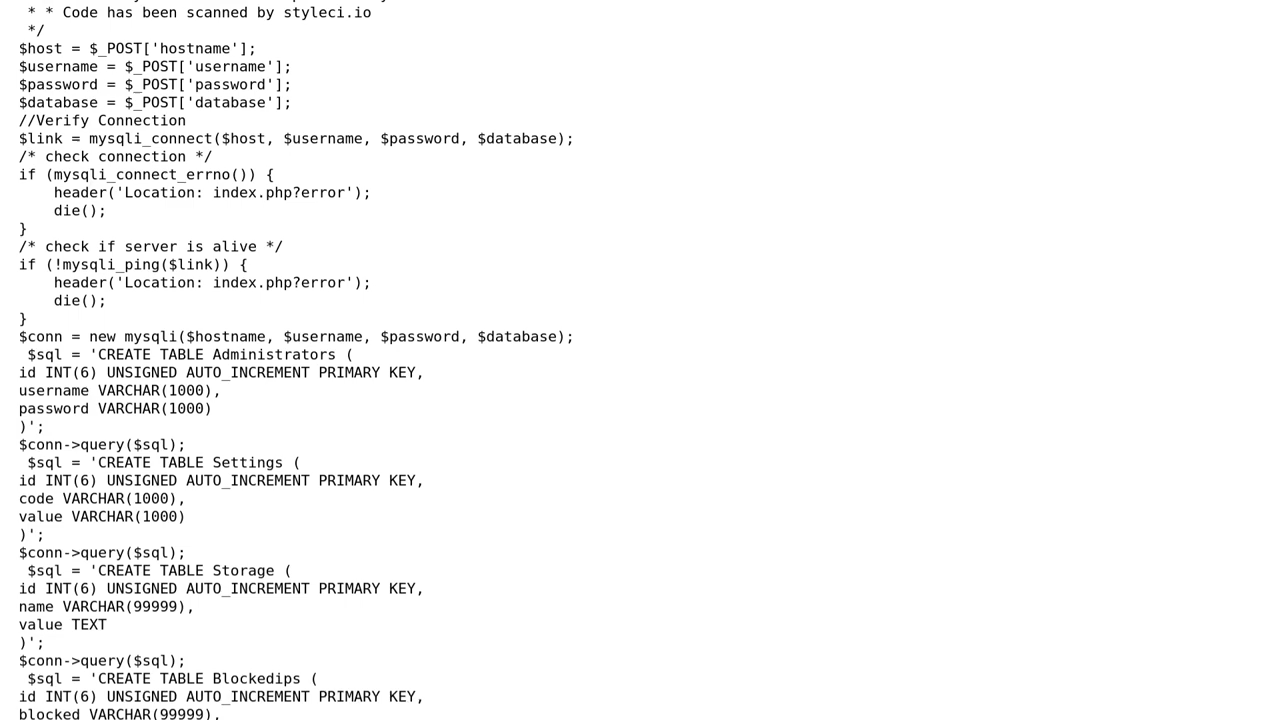 * * Code has been scanned by styleci.io
*/
$host = $_POST['hostname'];
$username = $_POST['username'];
$password = $_POST['password'];
$database = $_POST['database'];
//Verify Connection
$link = mysqli_connect($host, $username, $password, $database);
/* check connection */
if (mysqli_connect_errno()) {
    header('Location: index.php?error');
    die();
}
/* check if server is alive */
if (!mysqli_ping($link)) {
    header('Location: index.php?error');
    die();
}
$conn = new mysqli($hostname, $username, $password, $database);
 $sql = 'CREATE TABLE Administrators (
id INT(6) UNSIGNED AUTO_INCREMENT PRIMARY KEY,
username VARCHAR(1000),
password VARCHAR(1000)
)';
$conn->query($sql);
 $sql = 'CREATE TABLE Settings (
id INT(6) UNSIGNED AUTO_INCREMENT PRIMARY KEY,
code VARCHAR(1000),
value VARCHAR(1000)
)';
$conn->query($sql);
 $sql = 'CREATE TABLE Storage (
id INT(6) UNSIGNED AUTO_INCREMENT PRIMARY KEY,
name VARCHAR(99999),
value TEXT
)';
$conn->query($sql);
 $sql = 'CREATE TABLE Blockedips (
id INT(6) UNSIGNED AUTO_INCREMENT PRIMARY KEY,
blocked VARCHAR(99999),